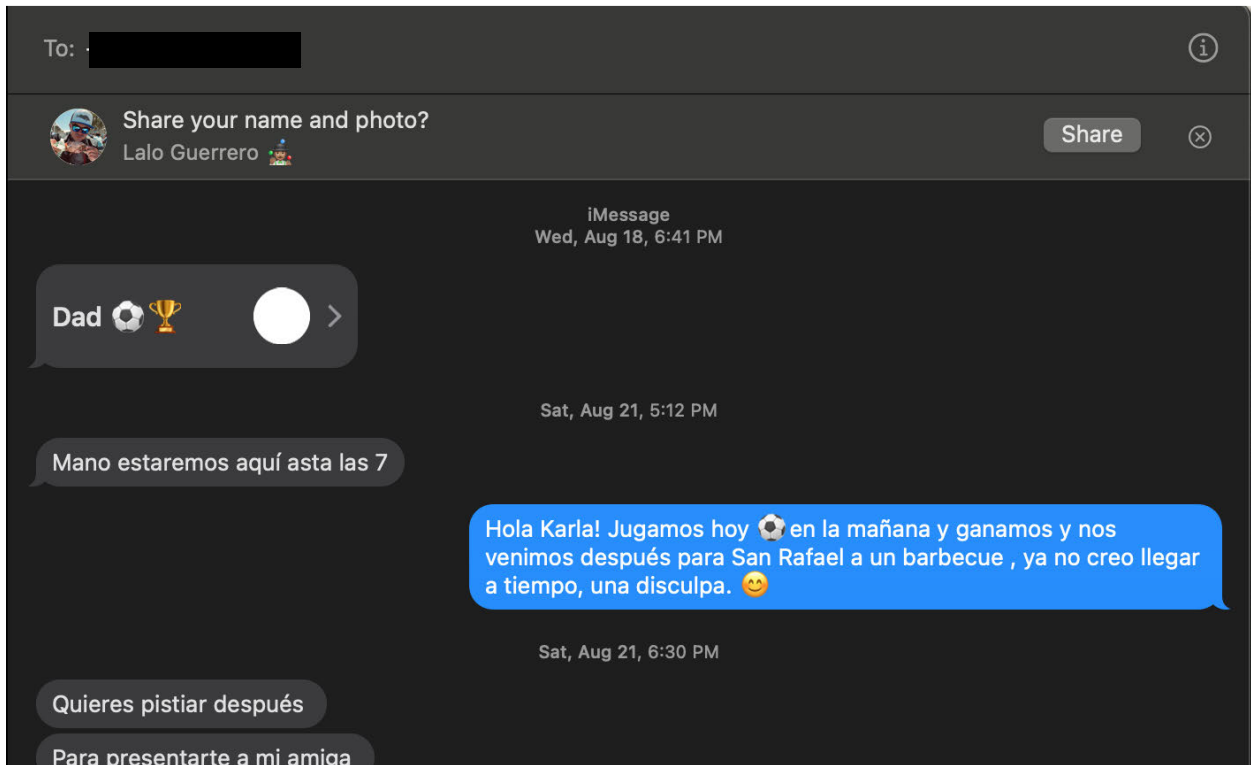 To:
Share your name and photo?
Lalo Guerrero
Share
iMessage
Wed, Aug 18, 6:41 PM
Dad ⚽🏆
Sat, Aug 21, 5:12 PM
Mano estaremos aquí asta las 7
Hola Karla! Jugamos hoy ⚽ en la mañana y ganamos y nos
venimos después para San Rafael a un barbecue , ya no creo llegar
a tiempo, una disculpa. 😊
Sat, Aug 21, 6:30 PM
Quieres pistiar después
Para presentarte a mi amiga